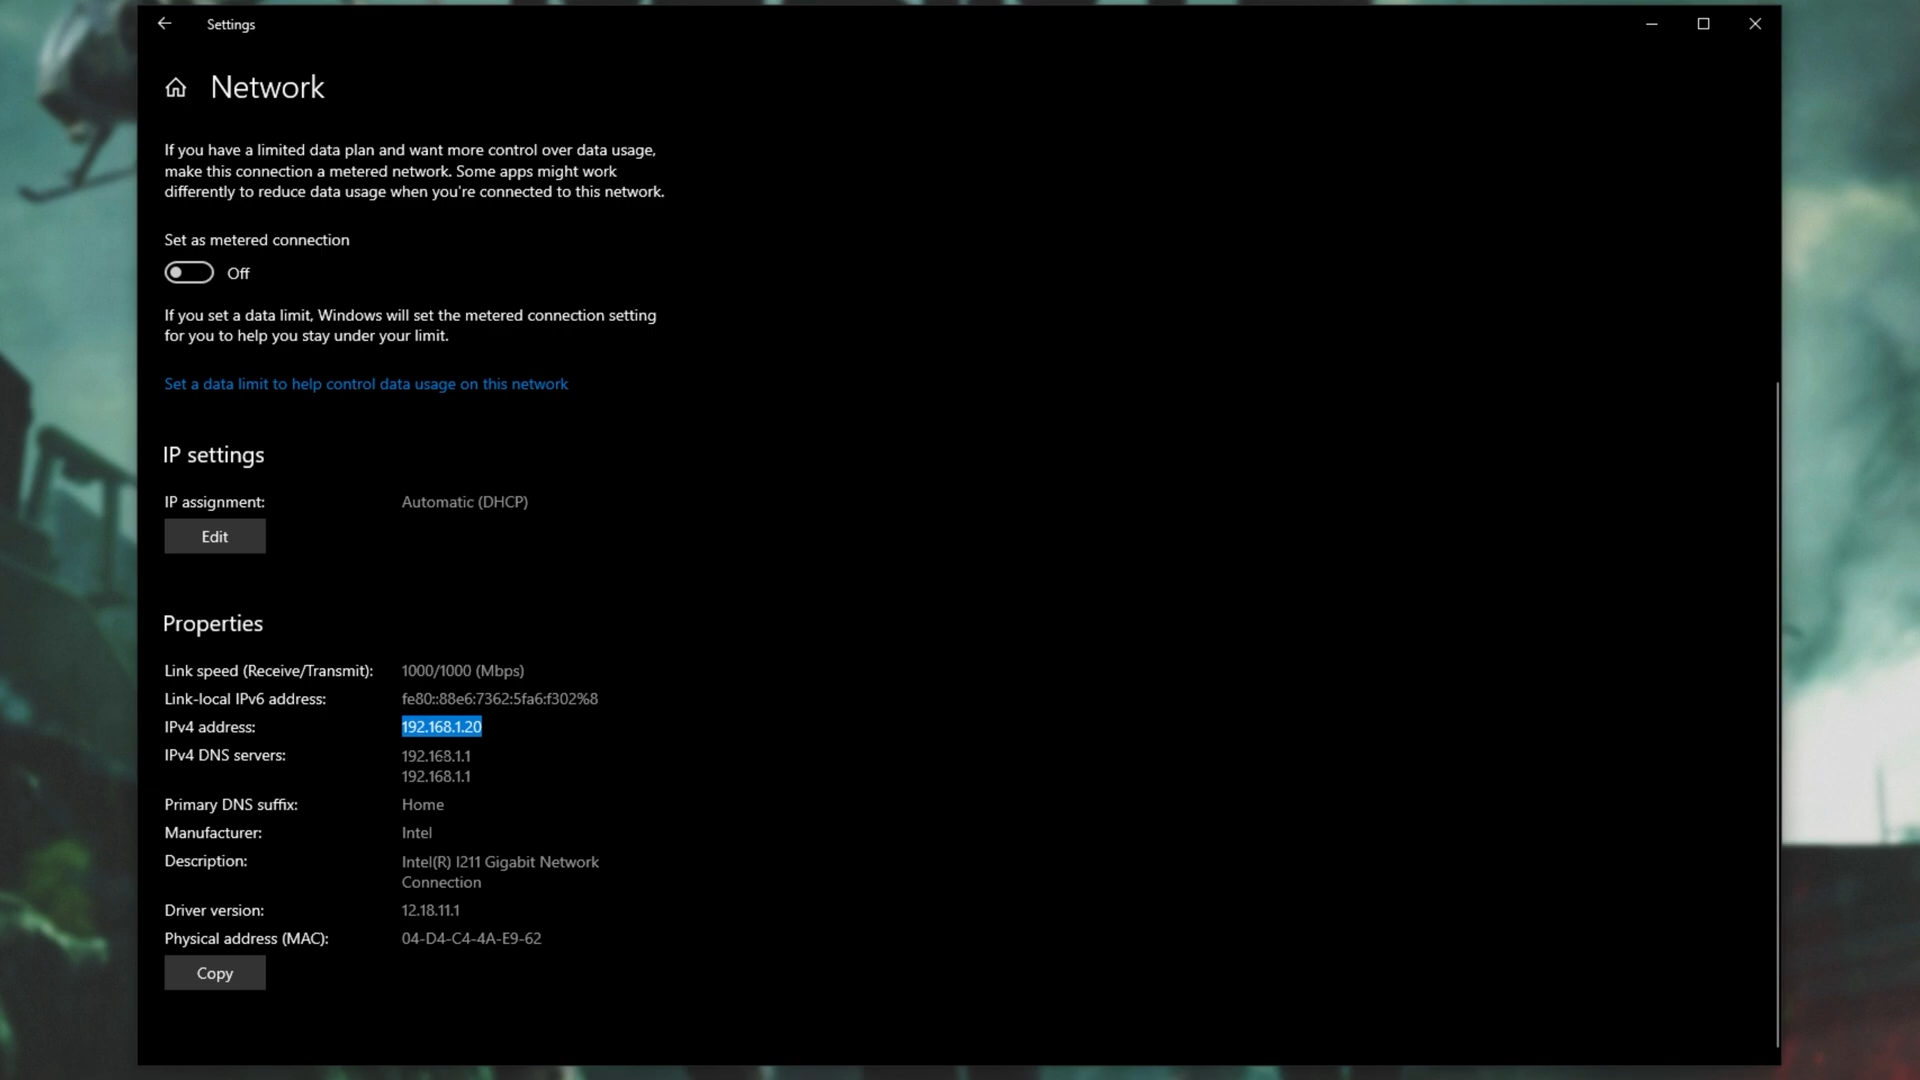 Settings
Network
If you have a limited data plan and want more control over data usage,
make this connection a metered network. Some apps might work
differently to reduce data usage when you're connected to this network.
Set as metered connection
Off
If you set a data limit, Windows will set the metered connection setting
for you to help you stay under your limit.
Set a data limit to help control data usage on this network
IP settings
IP assignment: Automatic (DHCP)
Edit
Properties
Link speed (Receive/Transmit): 1000/1000 (Mbps)
Link-local IPv6 address: fe80::88e6:7362:5fa6:f302%8
IPv4 address: 192.168.1.20
IPv4 DNS servers: 192.168.1.1
192.168.1.1
Primary DNS suffix: Home
Manufacturer: Intel
Description: Intel(R) I211 Gigabit Network
Connection
Driver version: 12.18.11.1
Physical address (MAC): 04-D4-C4-4A-E9-62
Copy